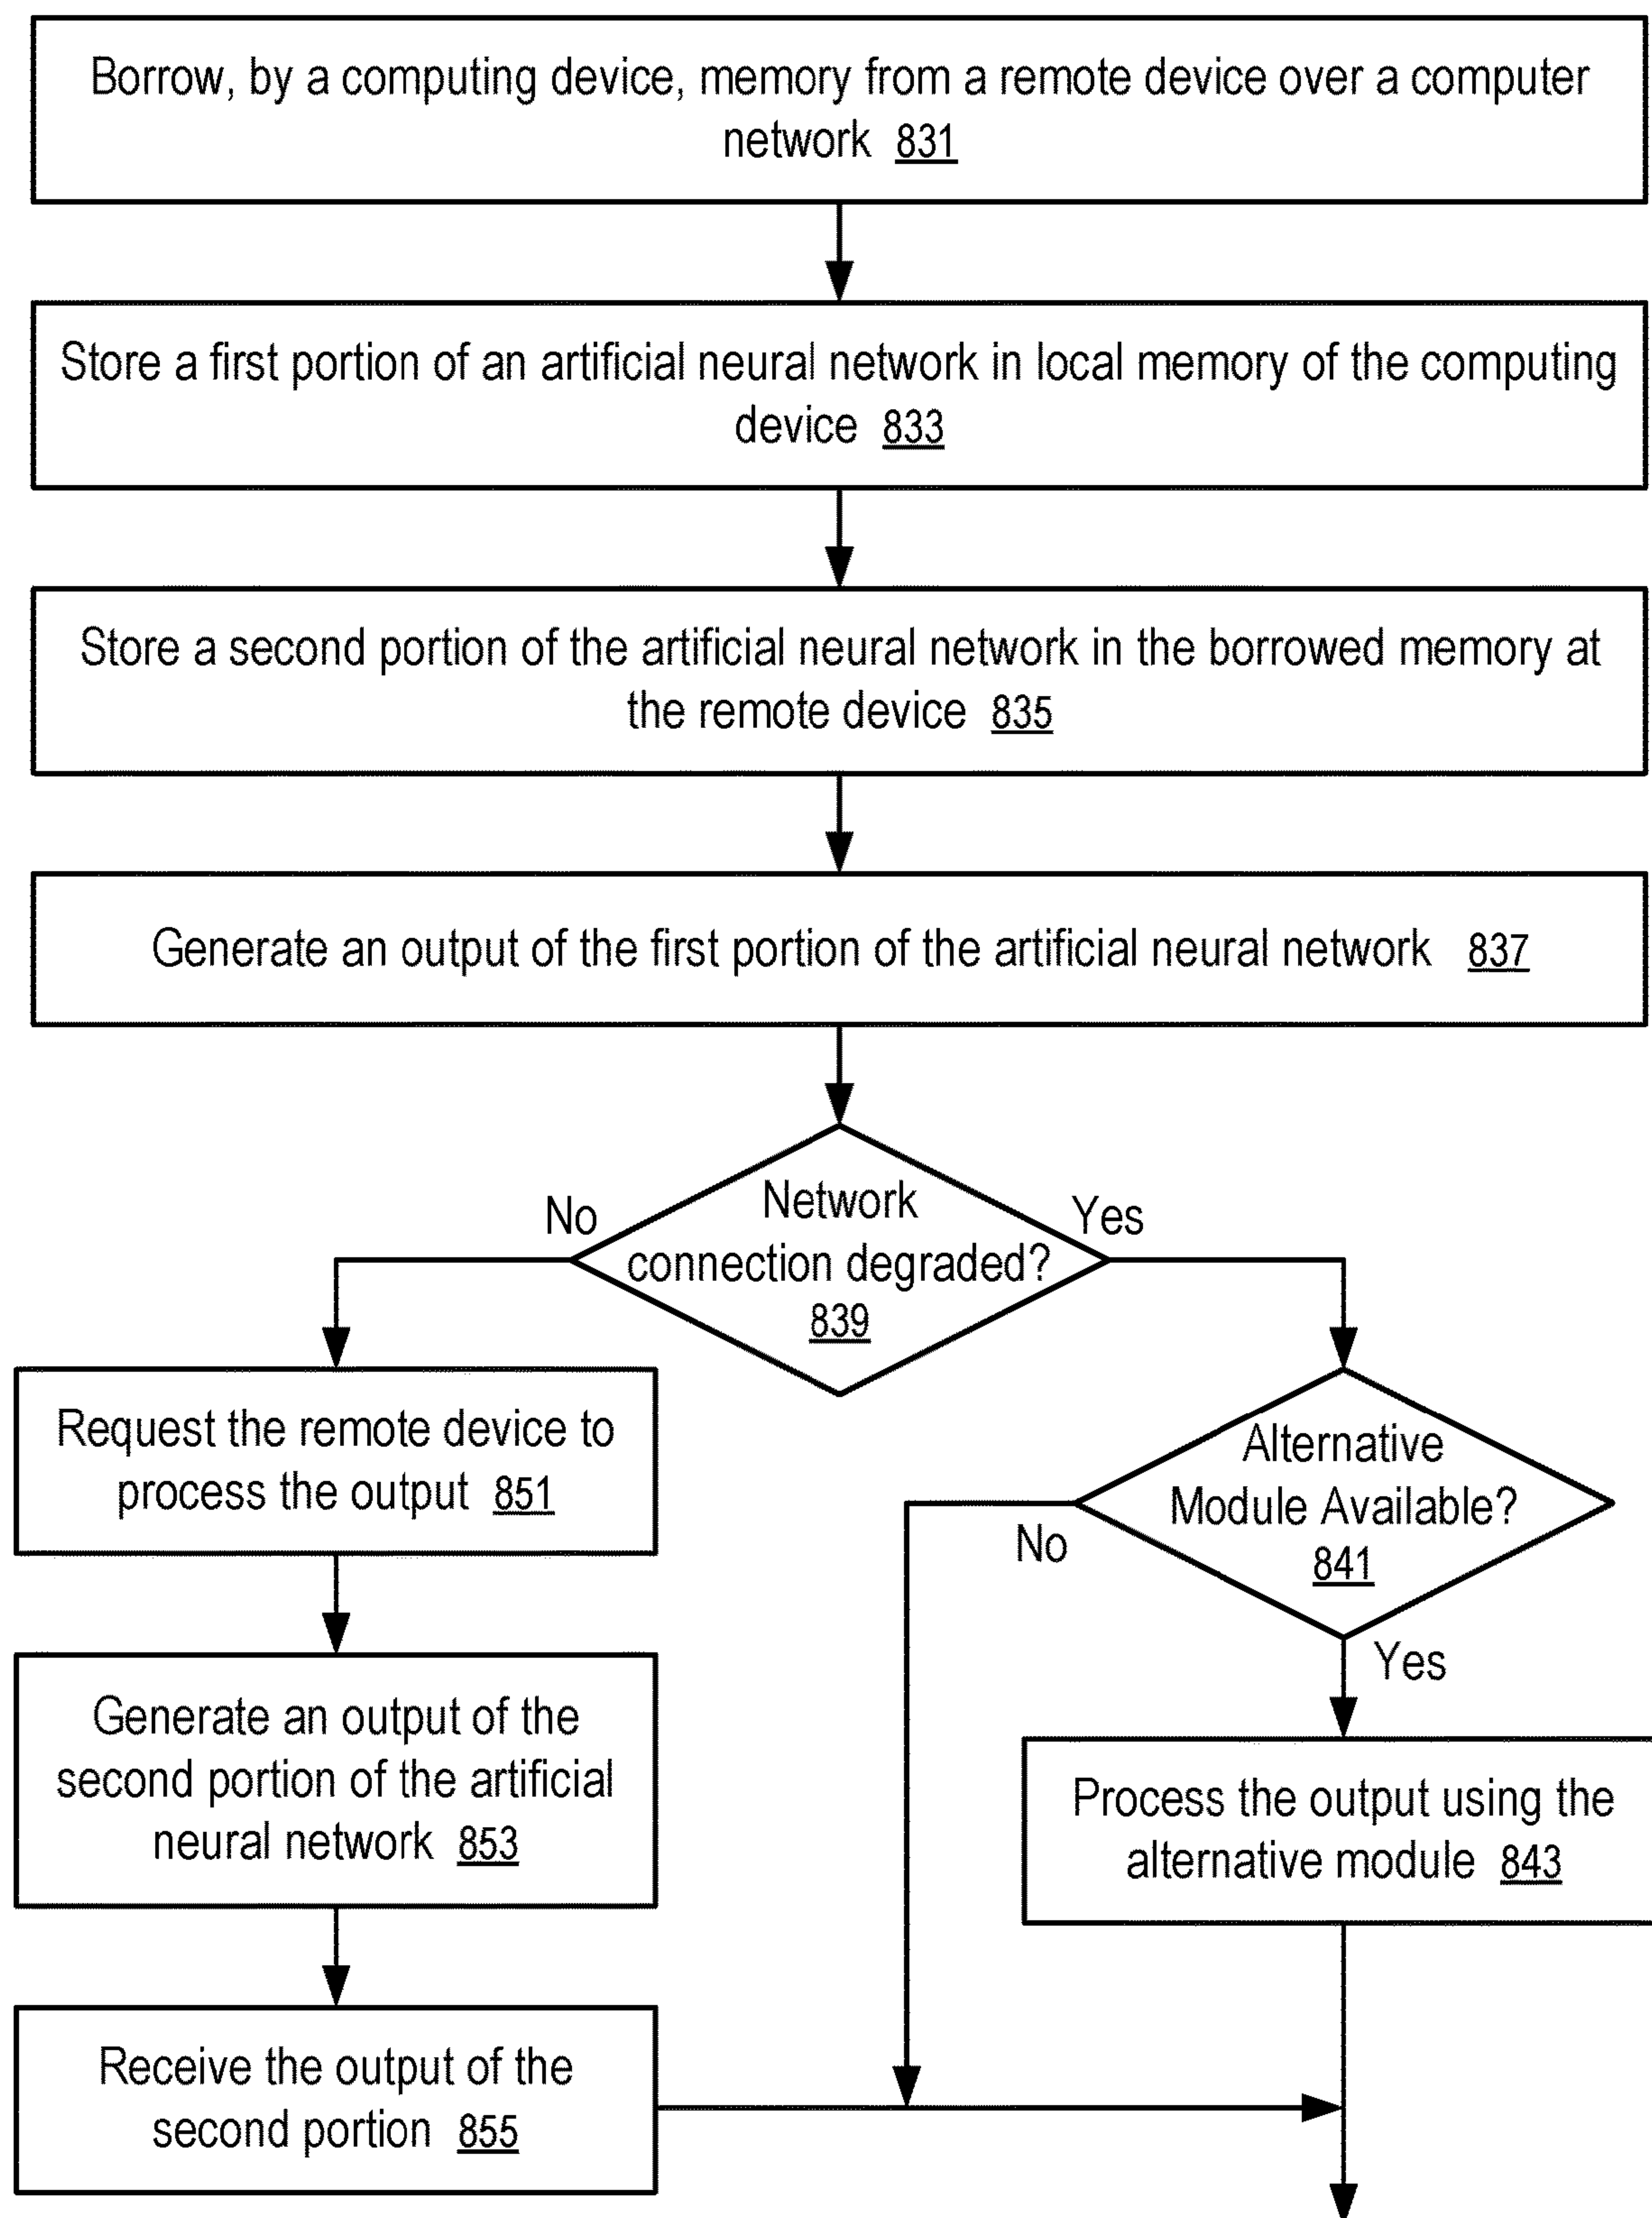 Borrow, by a computing device, memory from a remote device over a computer
network 831
Store a first portion of an artificial neural network in local memory of the computing
device 833
Store a second portion of the artificial neural network in the borrowed memory at
the remote device 835
Generate an output of the first portion of the artificial neural network 837
Network
connection degraded?
839
No
Yes
Request the remote device to
process the output 851
Alternative
Module Available?
841
No
Yes
Generate an output of the
second portion of the artificial
neural network 853
Process the output using the
alternative module 843
Receive the output of the
second portion 855